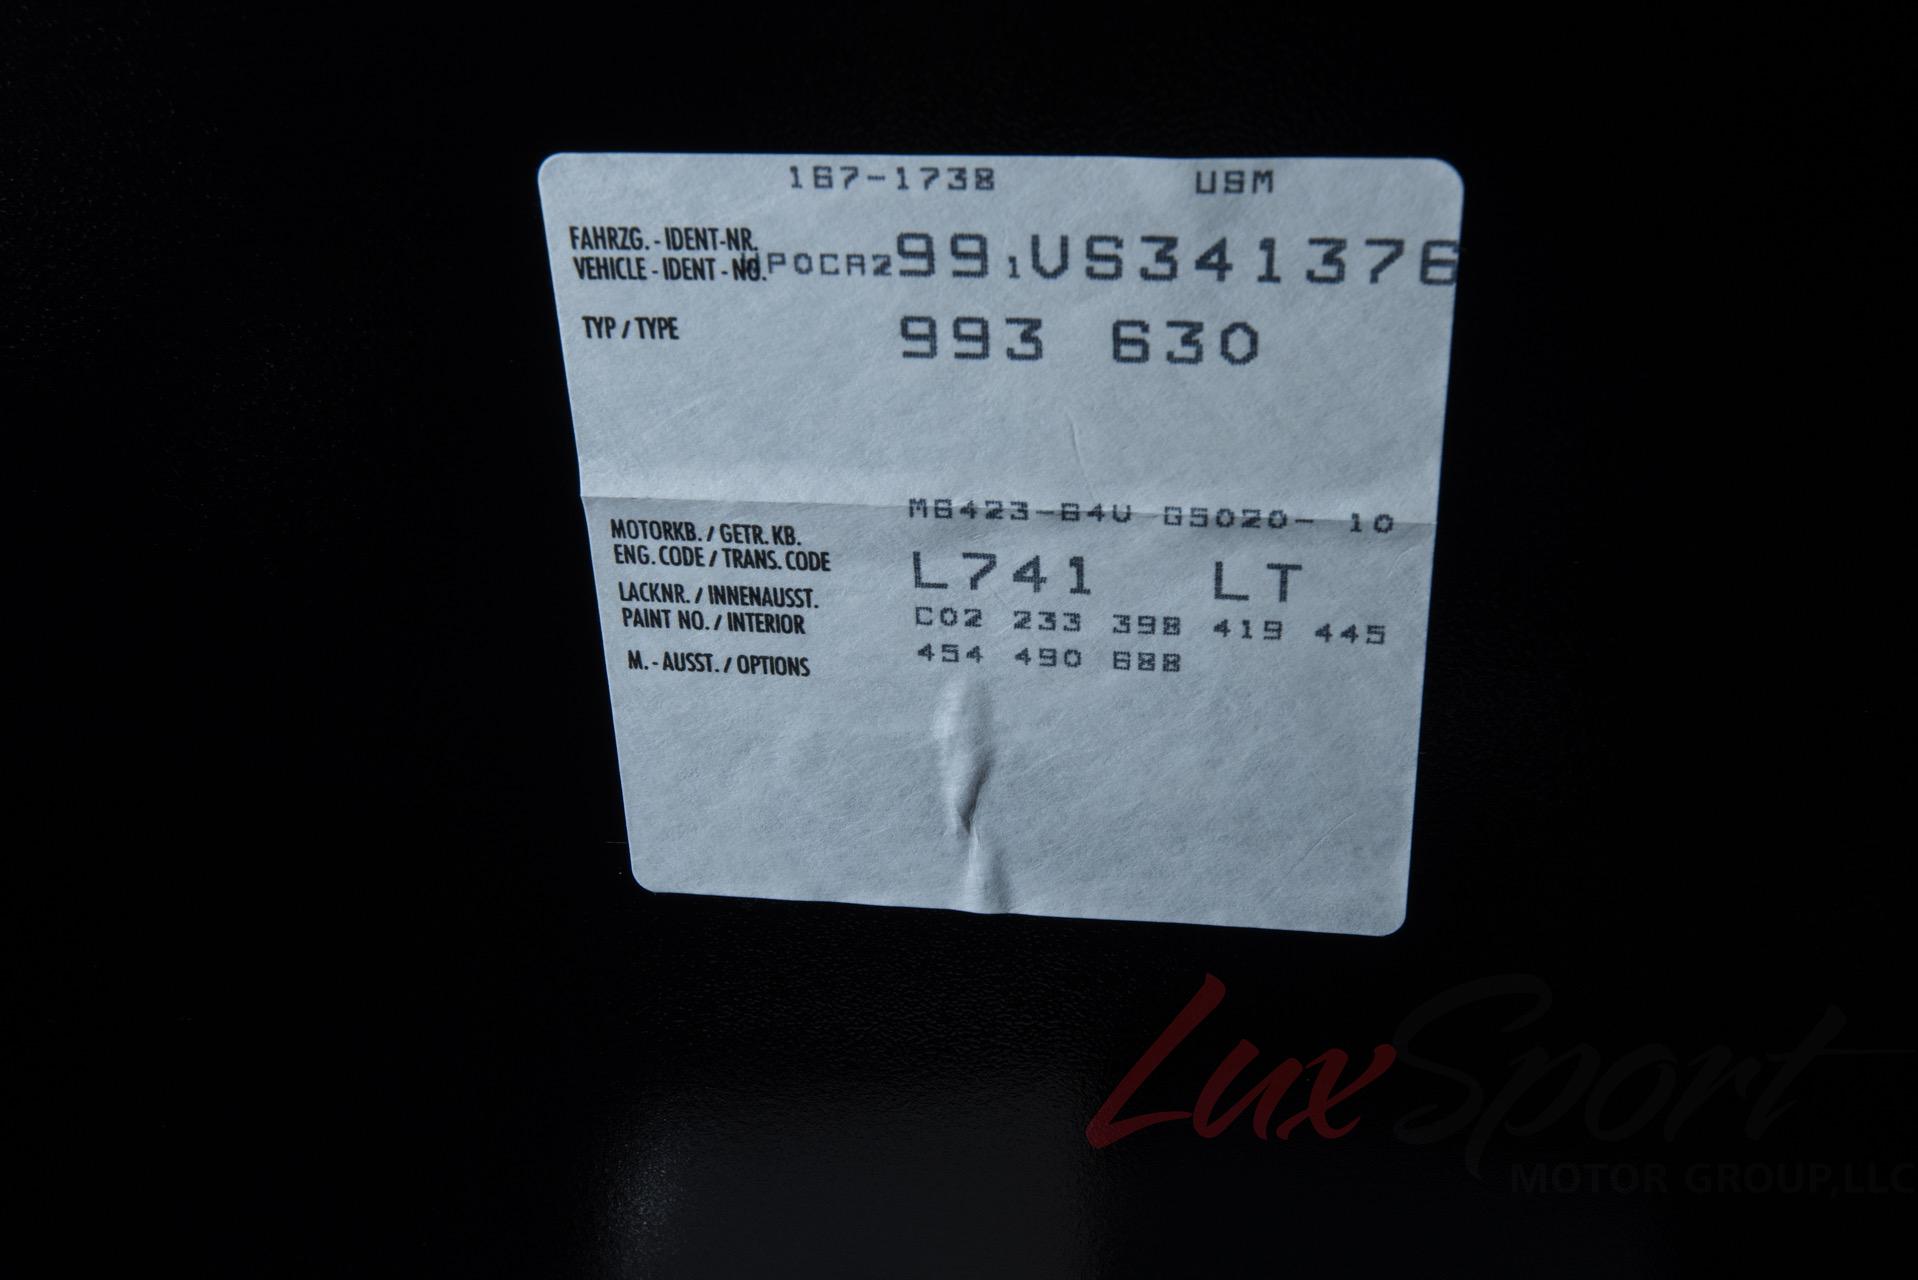 167-1738 USM
FAHRZG. - IDENT-NR.
VEHICLE - IDENT - NO. WP0CA299 1 VS341376
TYP / TYPE 993 630
M6423-64U G5020- 10
MOTORKB. / GETR. KB.
ENG. CODE / TRANS. CODE L741 LT
LACKNR. / INNENAUSST. C02 233 398 419 445
PAINT NO. / INTERIOR
454 490 688
M. - AUSST. / OPTIONS
LuxSport
MOTOR GROUP, LLC